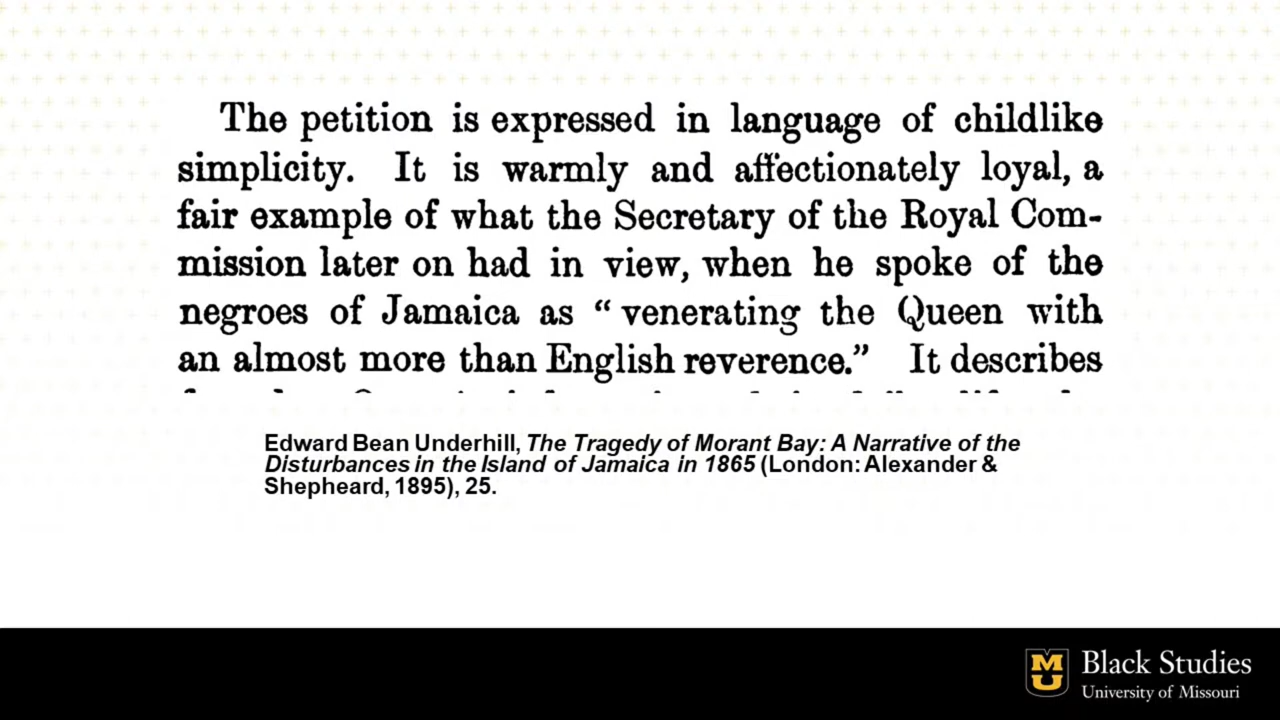 The petition is expressed in language of childlike
simplicity. It is warmly and affectionately loyal, a
fair example of what the Secretary of the Royal Com-
mission later on had in view, when he spoke of the
negroes of Jamaica as “ venerating the Queen with
an almost more than English reverence.” It describes
Edward Bean Underhill, The Tragedy of Morant Bay: A Narrative of the
Disturbances in the Island of Jamaica in 1865 (London: Alexander &
Shepheard, 1895), 25.
MU
Black Studies
University of Missouri